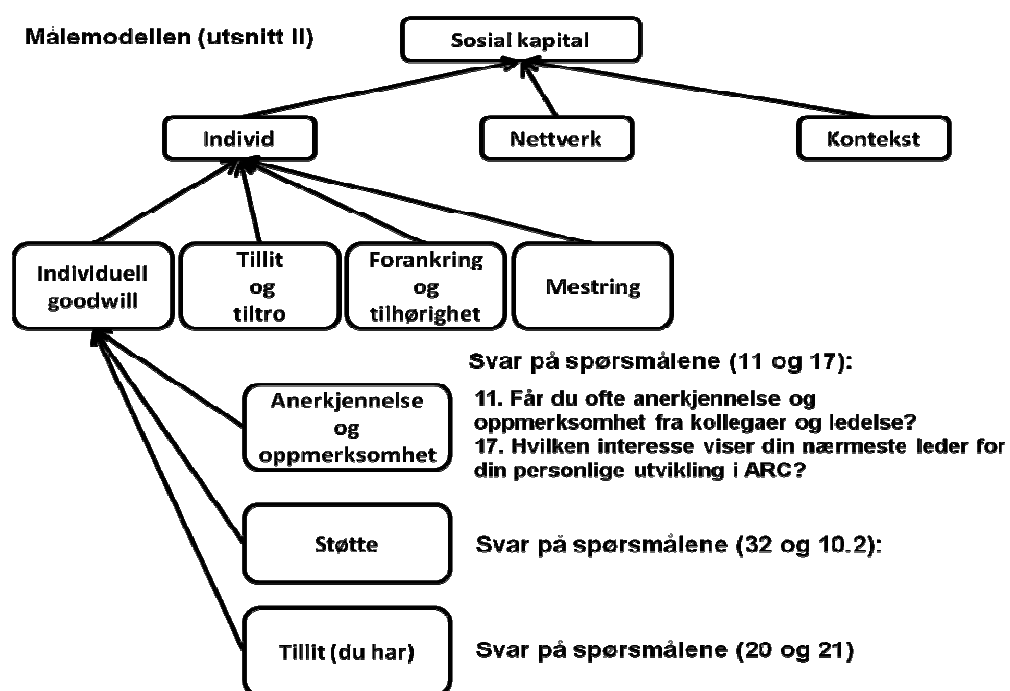 Målemodellen (utsnitt II)
Sosial kapital
Individ
Nettverk
Kontekst
Individuell
goodwill
Tillit
og
tiltro
Forankring
og
tilhørighet
Mestring
Svar på spørsmålene (11 og 17):
Anerkjennelse
og
oppmerksomhet
11. Får du ofte anerkjennelse og
oppmerksomhet fra kollegaer og ledelse?
17. Hvilken interesse viser din nærmeste leder for
din personlige utvikling i ARC?
Støtte
Svar på spørsmålene (32 og 10.2):
Tillit (du har)
Svar på spørsmålene (20 og 21)